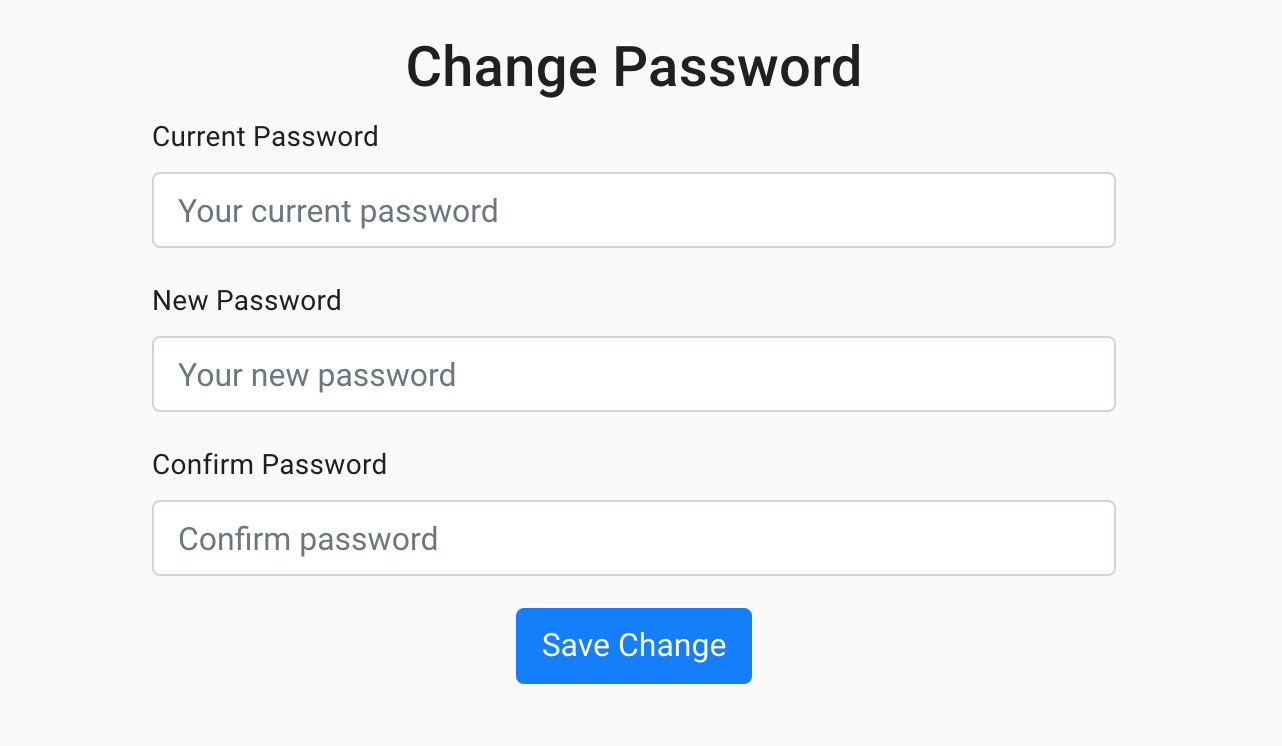 Change Password
Current Password
Your current password
New Password
Your new password
Confirm Password
Confirm password
Save Change